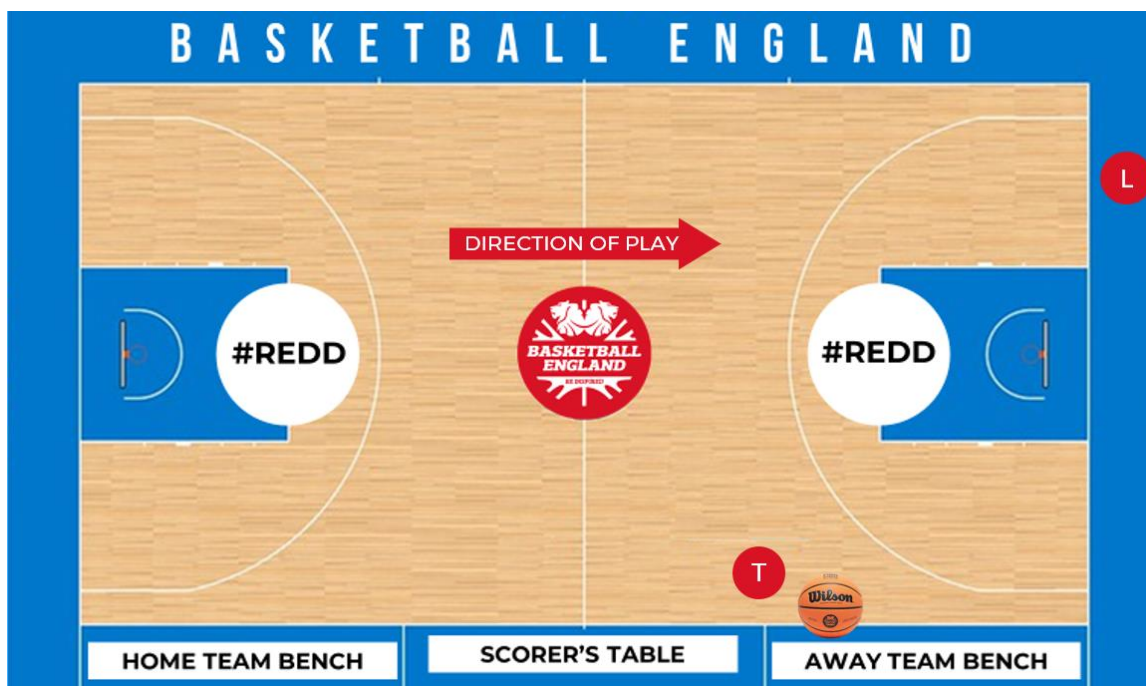 BASKETBALL ENGLAND
L
DIRECTION OF PLAY
#REDD
BASKETBALL
ENGLAND
#REDD
T
Wilson
HOME TEAM BENCH
SCORER'S TABLE
AWAY TEAM BENCH